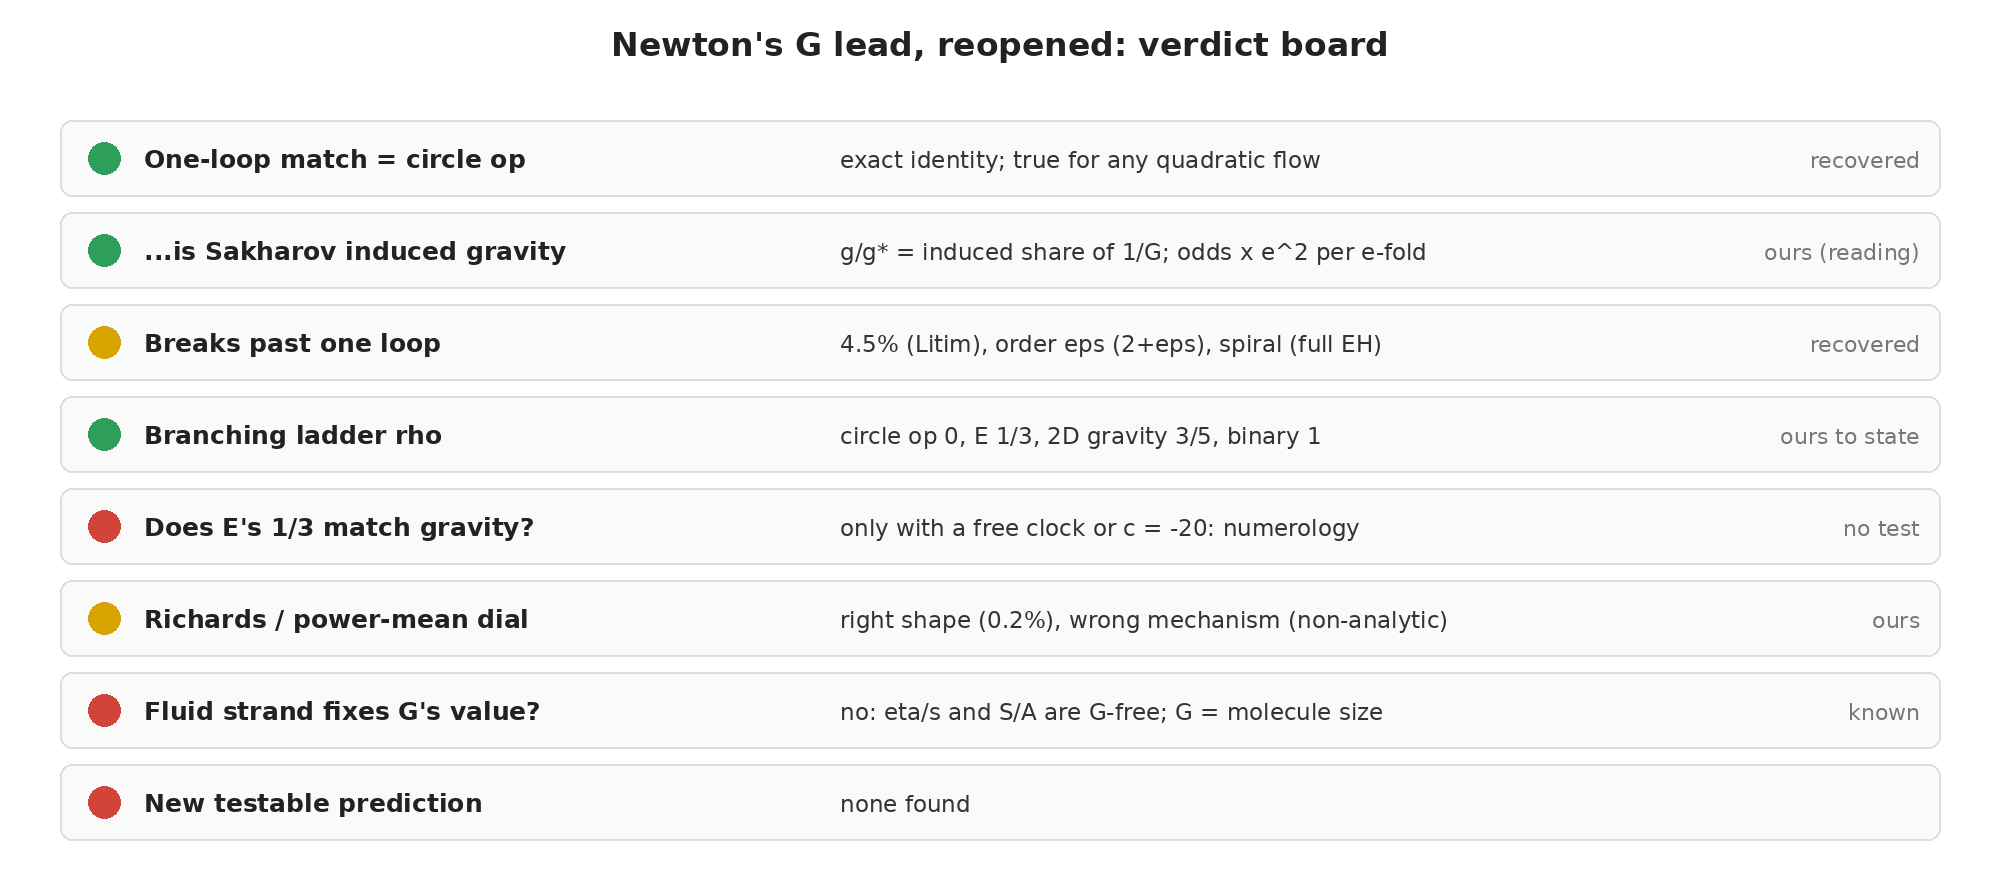 Newton's G lead, reopened: verdict board
One-loop match = circle op exact identity; true for any quadratic flow recovered
...is Sakharov induced gravity g/g* = induced share of 1/G; odds x e^2 per e-fold ours (reading)
Breaks past one loop 4.5% (Litim), order eps (2+eps), spiral (full EH) recovered
Branching ladder rho circle op 0, E 1/3, 2D gravity 3/5, binary 1 ours to state
Does E's 1/3 match gravity? only with a free clock or c = -20: numerology no test
Richards / power-mean dial right shape (0.2%), wrong mechanism (non-analytic) ours
Fluid strand fixes G's value? no: eta/s and S/A are G-free; G = molecule size known
New testable prediction none found